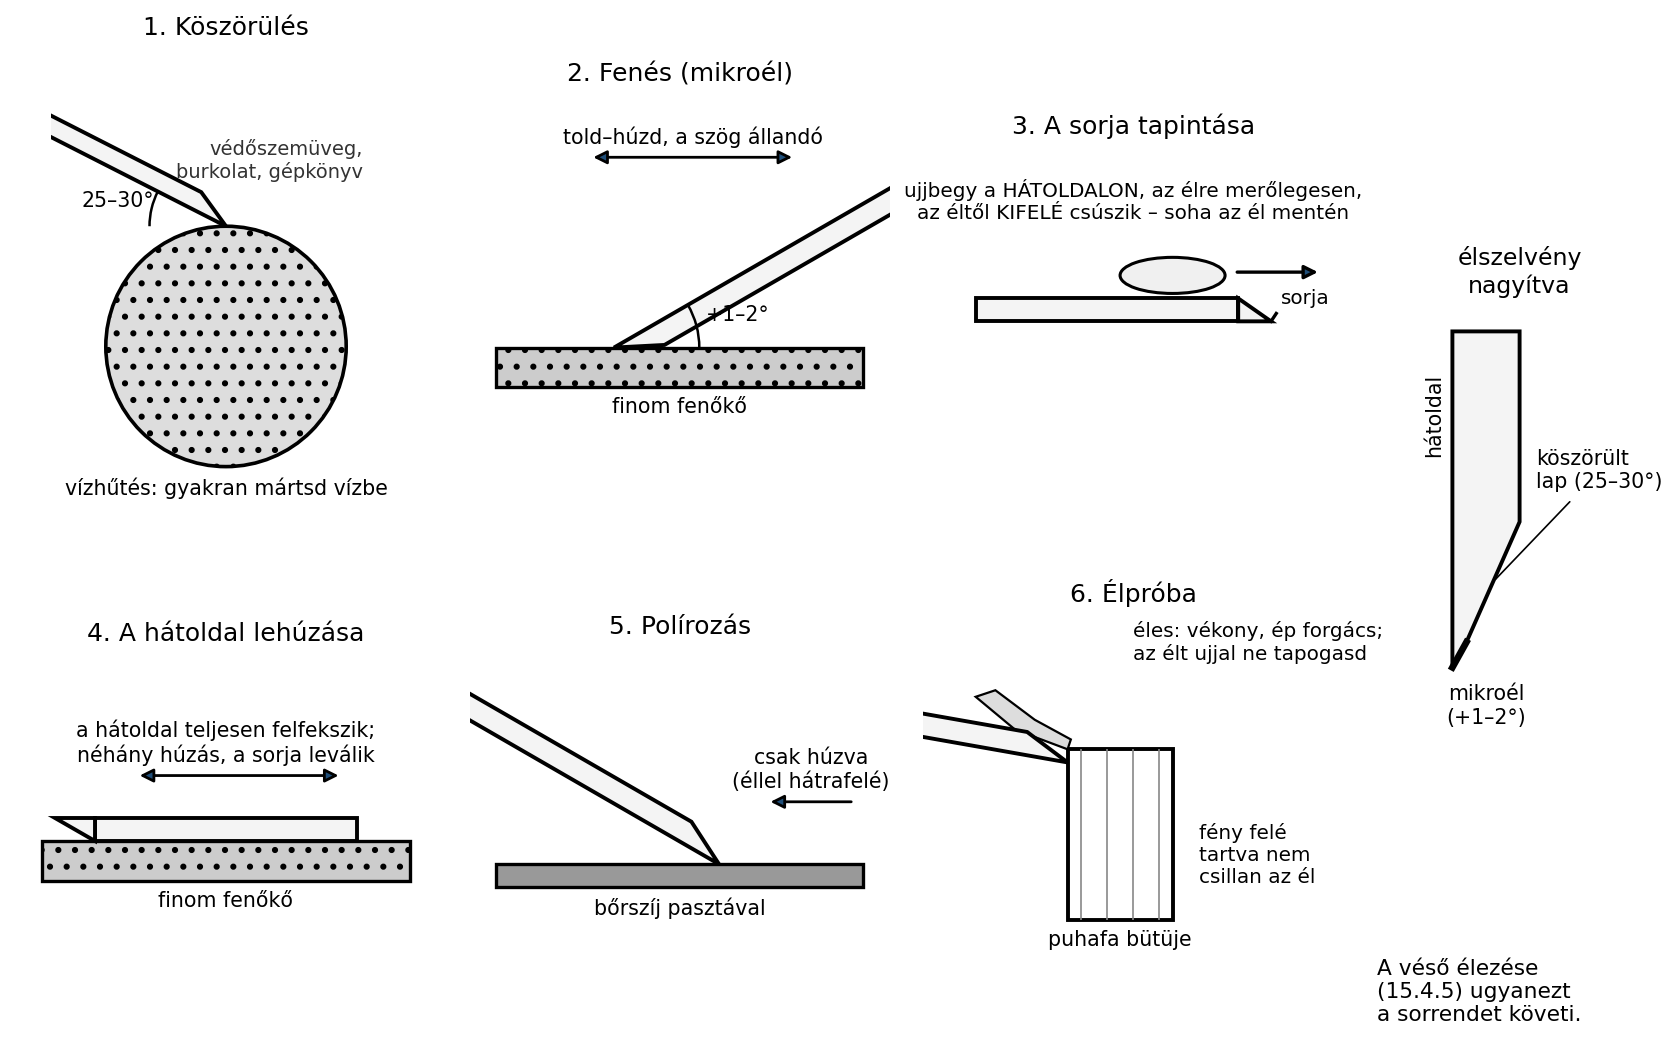 1. Köszörülés
védőszemüveg,
burkolat, gépkönyv
25–30°
vízhűtés: gyakran mártsd vízbe
2. Fenés (mikroél)
told–húzd, a szög állandó
+1–2°
finom fenőkő
3. A sorja tapintása
ujjbegy a HÁTOLDALON, az élre merőlegesen,
az éltől KIFELÉ csúszik – soha az él mentén
sorja
élszelvény
nagyítva
hátoldal
köszörült
lap (25–30°)
mikroél
(+1–2°)
4. A hátoldal lehúzása
a hátoldal teljesen felfekszik;
néhány húzás, a sorja leválik
finom fenőkő
5. Polírozás
csak húzva
(éllel hátrafelé)
bőrszíj pasztával
6. Élpróba
éles: vékony, ép forgács;
az élt ujjal ne tapogasd
fény felé
tartva nem
csillan az él
puhafa bütüje
A véső élezése
(15.4.5) ugyanezt
a sorrendet követi.